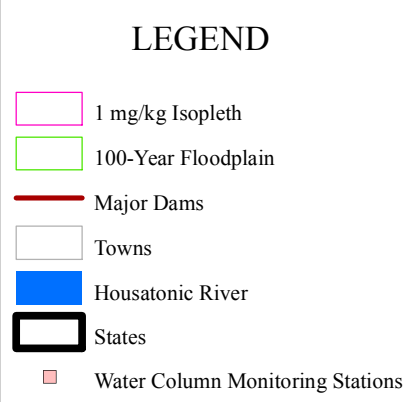 LEGEND
1 mg/kg Isopleth
100-Year Floodplain
Major Dams
Towns
Housatonic River
States
Water Column Monitoring Stations